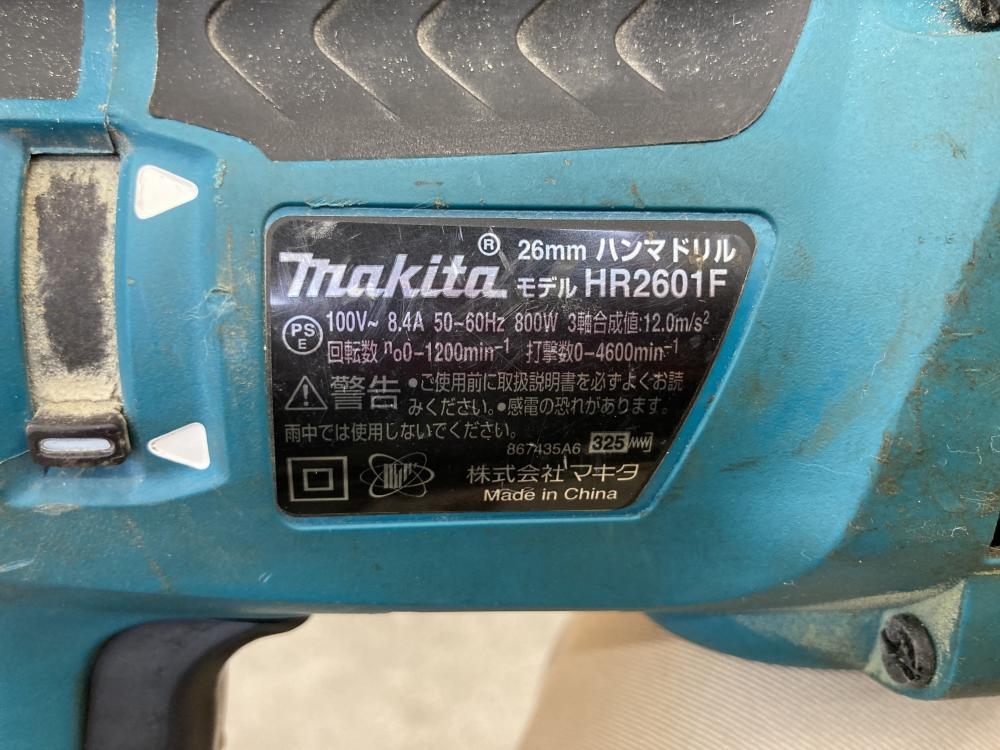 makita® 26mm ハンマドリル
モデル HR2601F
PS E 100V~ 8.4A 50-60Hz 800W 3軸合成値:12.0m/s²
回転数 n₀0-1200min⁻¹ 打撃数0-4600min⁻¹
警告 •ご使用前に取扱説明書を必ずよくお読
みください。•感電の恐れがあります。
雨中では使用しないでください。
867435A6 325
株式会社 マキタ
Made in China